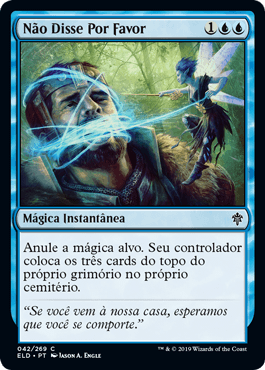 Não Disse Por Favor 1
Mágica Instantânea
Anule a mágica alvo. Seu controlador
coloca os três cards do topo do
próprio grimório no próprio
cemitério.
“Se você vem à nossa casa, esperamos
que você se comporte.”
042/269 C
ELD • PT Jason A. Engle
™ & © 2019 Wizards of the Coast